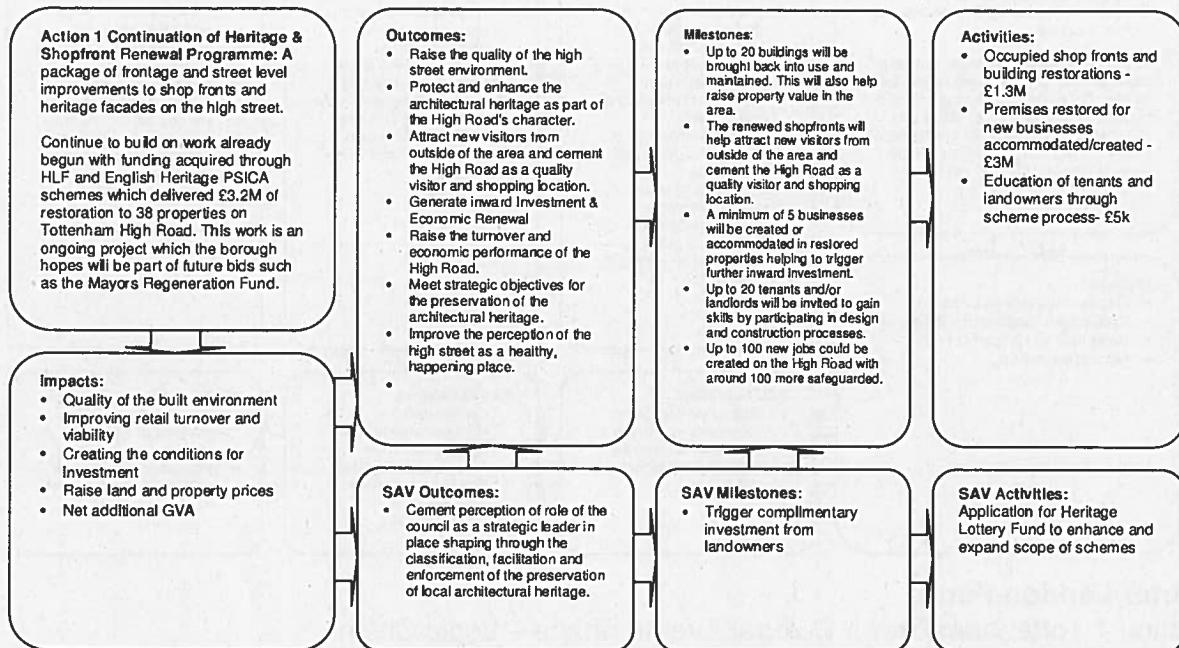 Action 1 Continuation of Heritage &
Shopfront Renewal Programme: A
package of frontage and street level
improvements to shop fronts and
heritage facades on the high street.
Continue to build on work already
begun with funding acquired through
HLF and English Heritage PSICA
schemes which delivered £3.2M of
restoration to 38 properties on
Tottenham High Road. This work is an
ongoing project which the borough
hopes will be part of future bids such
as the Mayors Regeneration Fund.
Impacts:
• Quality of the built environment
• Improving retail turnover and
viability
• Creating the conditions for
Investment
• Raise land and property prices
• Net additional GVA
Outcomes:
• Raise the quality of the high
street environment.
• Protect and enhance the
architectural heritage as part of
the High Road's character.
• Attract new visitors from
outside of the area and cement
the High Road as a quality
visitor and shopping location.
• Generate inward Investment &
Economic Renewal
• Raise the turnover and
economic performance of the
High Road.
• Meet strategic objectives for
the preservation of the
architectural heritage.
• Improve the perception of the
high street as a healthy,
happening place.
•
SAV Outcomes:
• Cement perception of role of the
council as a strategic leader in
place shaping through the
classification, facilitation and
enforcement of the preservation
of local architectural heritage.
Milestones:
• Up to 20 buildings will be
brought back into use and
maintained. This will also help
raise property value in the
area.
• The renewed shopfronts will
help attract new visitors from
outside of the area and
cement the High Road as a
quality visitor and shopping
location.
• A minimum of 5 businesses
will be created or
accommodated in restored
properties helping to trigger
further inward investment.
• Up to 20 tenants and/or
landlords will be invited to gain
skills by participating in design
and construction processes.
• Up to 100 new jobs could be
created on the High Road with
around 100 more safeguarded.
SAV Milestones:
• Trigger complimentary
investment from
landowners
Activities:
• Occupied shop fronts and
building restorations -
£1.3M
• Premises restored for
new businesses
accommodated/created -
£3M
• Education of tenants and
landowners through
scheme process- £5k
SAV Activities:
Application for Heritage
Lottery Fund to enhance and
expand scope of schemes